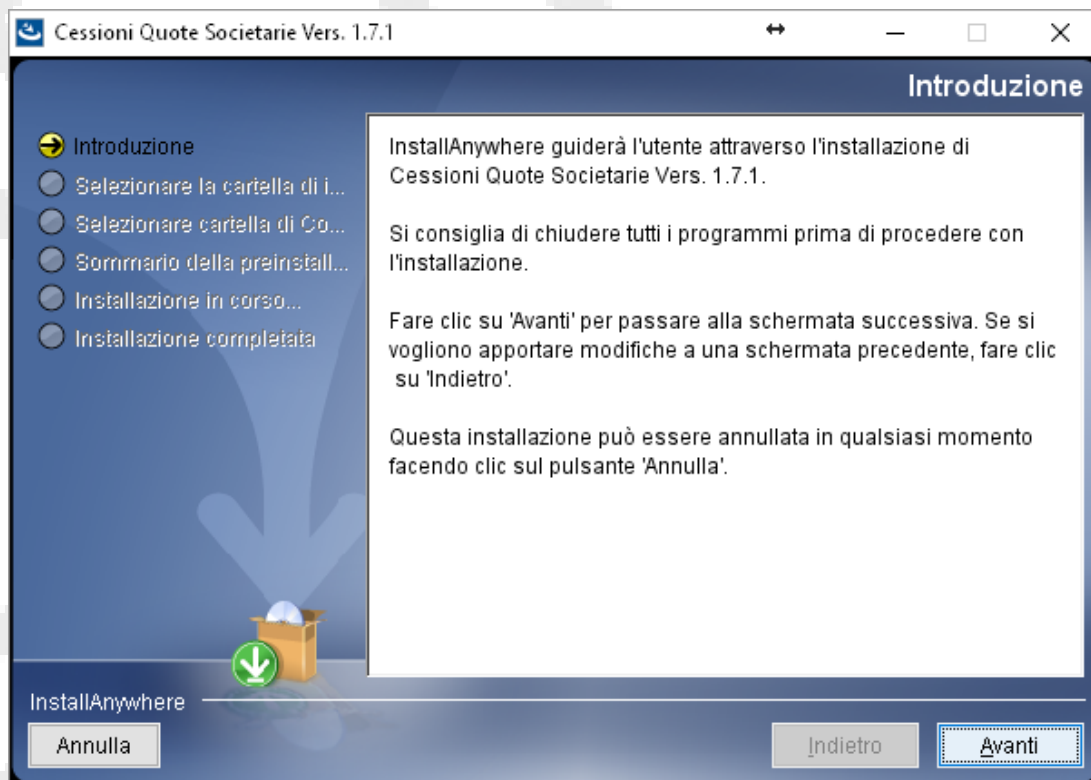 Cessioni Quote Societarie Vers. 1.7.1
Introduzione
Introduzione
Selezionare la cartella di i...
Selezionare cartella di Co...
Sommario della preinstall...
Installazione in corso...
Installazione completata
InstallAnywhere guiderà l'utente attraverso l'installazione di
Cessioni Quote Societarie Vers. 1.7.1.
Si consiglia di chiudere tutti i programmi prima di procedere con
l'installazione.
Fare clic su 'Avanti' per passare alla schermata successiva. Se si
vogliono apportare modifiche a una schermata precedente, fare clic
su 'Indietro'.
Questa installazione può essere annullata in qualsiasi momento
facendo clic sul pulsante 'Annulla'.
InstallAnywhere
Annulla
Indietro
Avanti